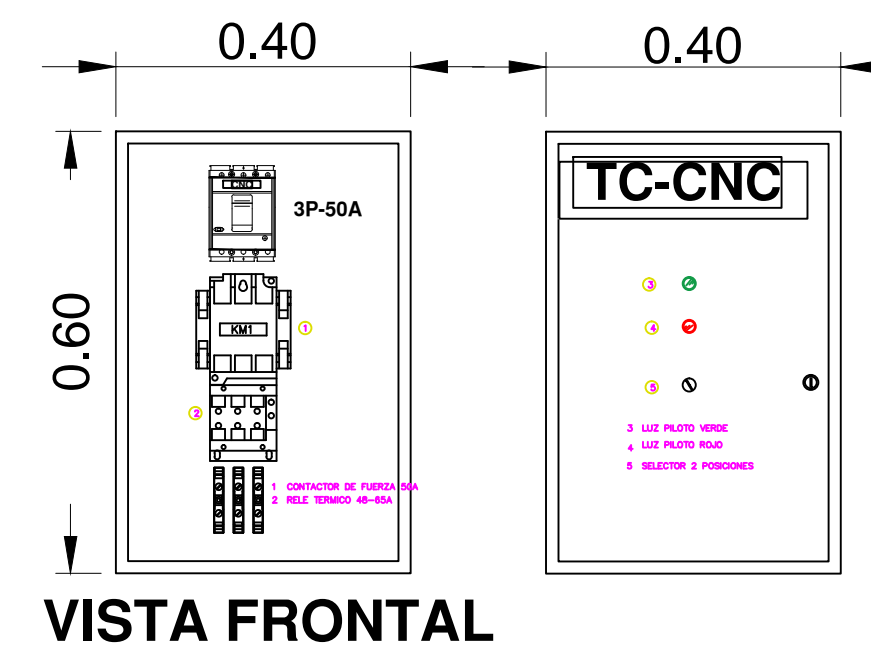 0.40
0.40
0.60
CNC
3P-50A
KM1
1
2
1 CONTACTOR DE FUERZA 50A
2 RELE TERMICO 48-65A
TC-CNC
3
4
5
3 LUZ PILOTO VERDE
4 LUZ PILOTO ROJO
5 SELECTOR 2 POSICIONES
VISTA FRONTAL